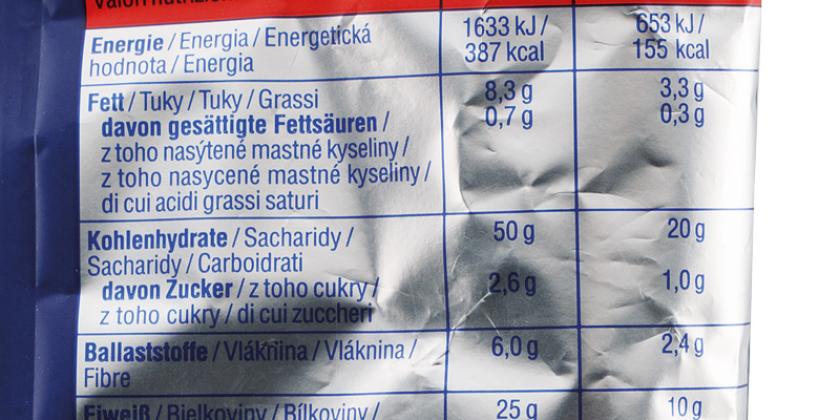 Energie / Energia / Energetická 1633 kJ / 653 kJ /
hodnota / Energia 387 kcal 155 kcal
Fett / Tuky / Tuky / Grassi 8,3 g 3,3 g
davon gesättigte Fettsäuren / 0,7 g 0,3 g
z toho nasýtené mastné kyseliny /
z toho nasycené mastné kyseliny /
di cui acidi grassi saturi
Kohlenhydrate / Sacharidy / 50 g 20 g
Sacharidy / Carboidrati
davon Zucker / z toho cukry / 2,6 g 1,0 g
z toho cukry / di cui zuccheri
Ballaststoffe / Vláknina / Vláknina / 6,0 g 2,4 g
Fibre
Eiweiß / Bielkoviny / Bílkoviny / 25 g 10 g